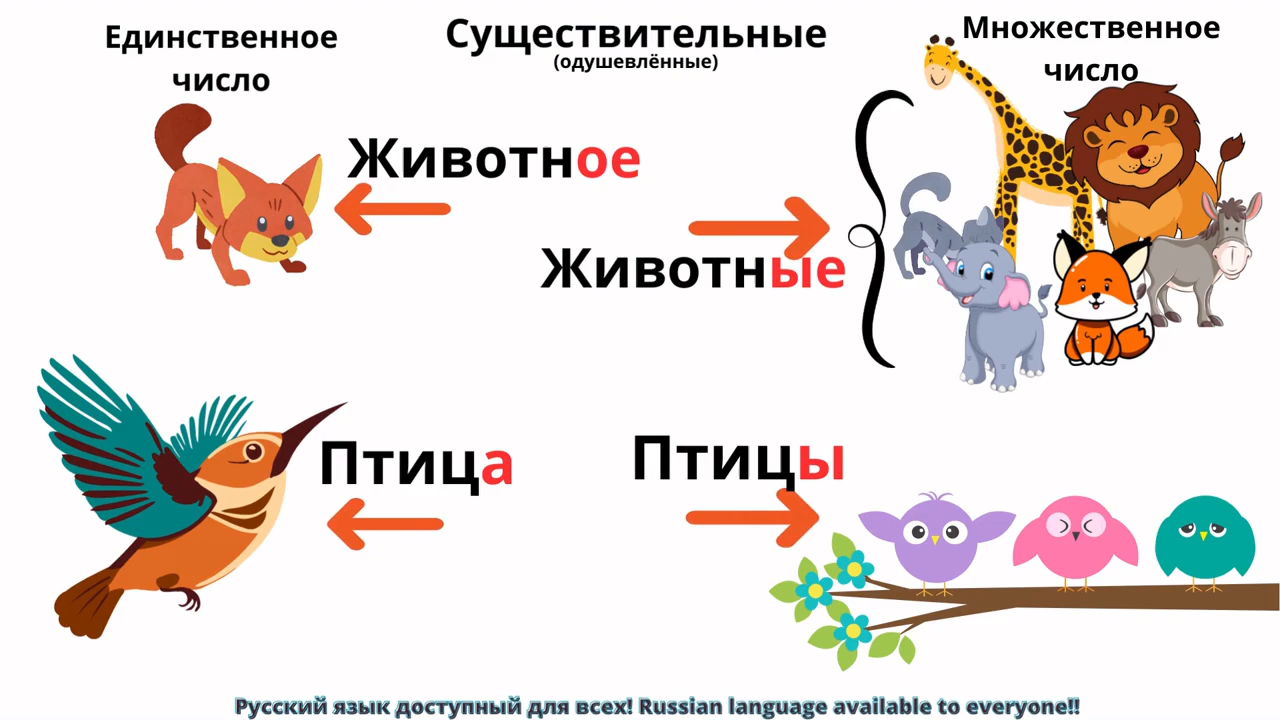 Единственное
число
Существительные
(одушевлённые)
Множественное
число
Животное
Животные
Птица
Птицы
Русский язык доступный для всех! Russian language available to everyone!!